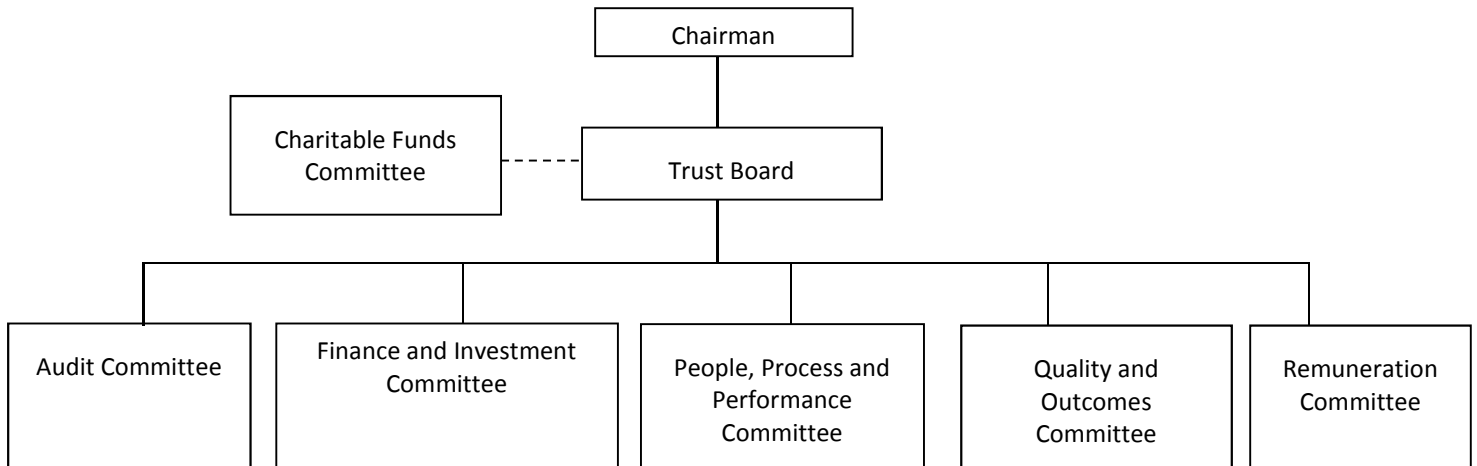 Chairman
Charitable Funds
Committee
Trust Board
Audit Committee
Finance and Investment
Committee
People, Process and
Performance
Committee
Quality and
Outcomes
Committee
Remuneration
Committee